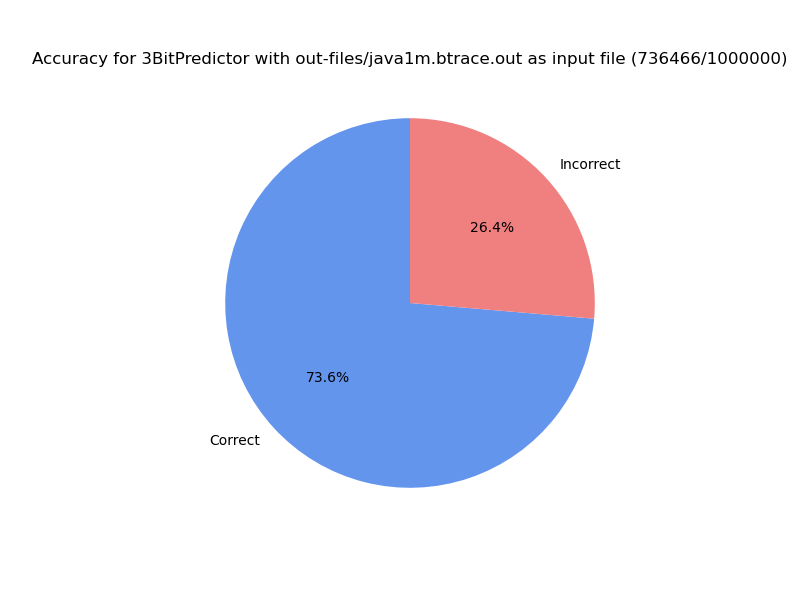 Accuracy for 3BitPredictor with out-files/java1m.btrace.out as input file (736466/1000000)
Incorrect
26.4%
73.6%
Correct